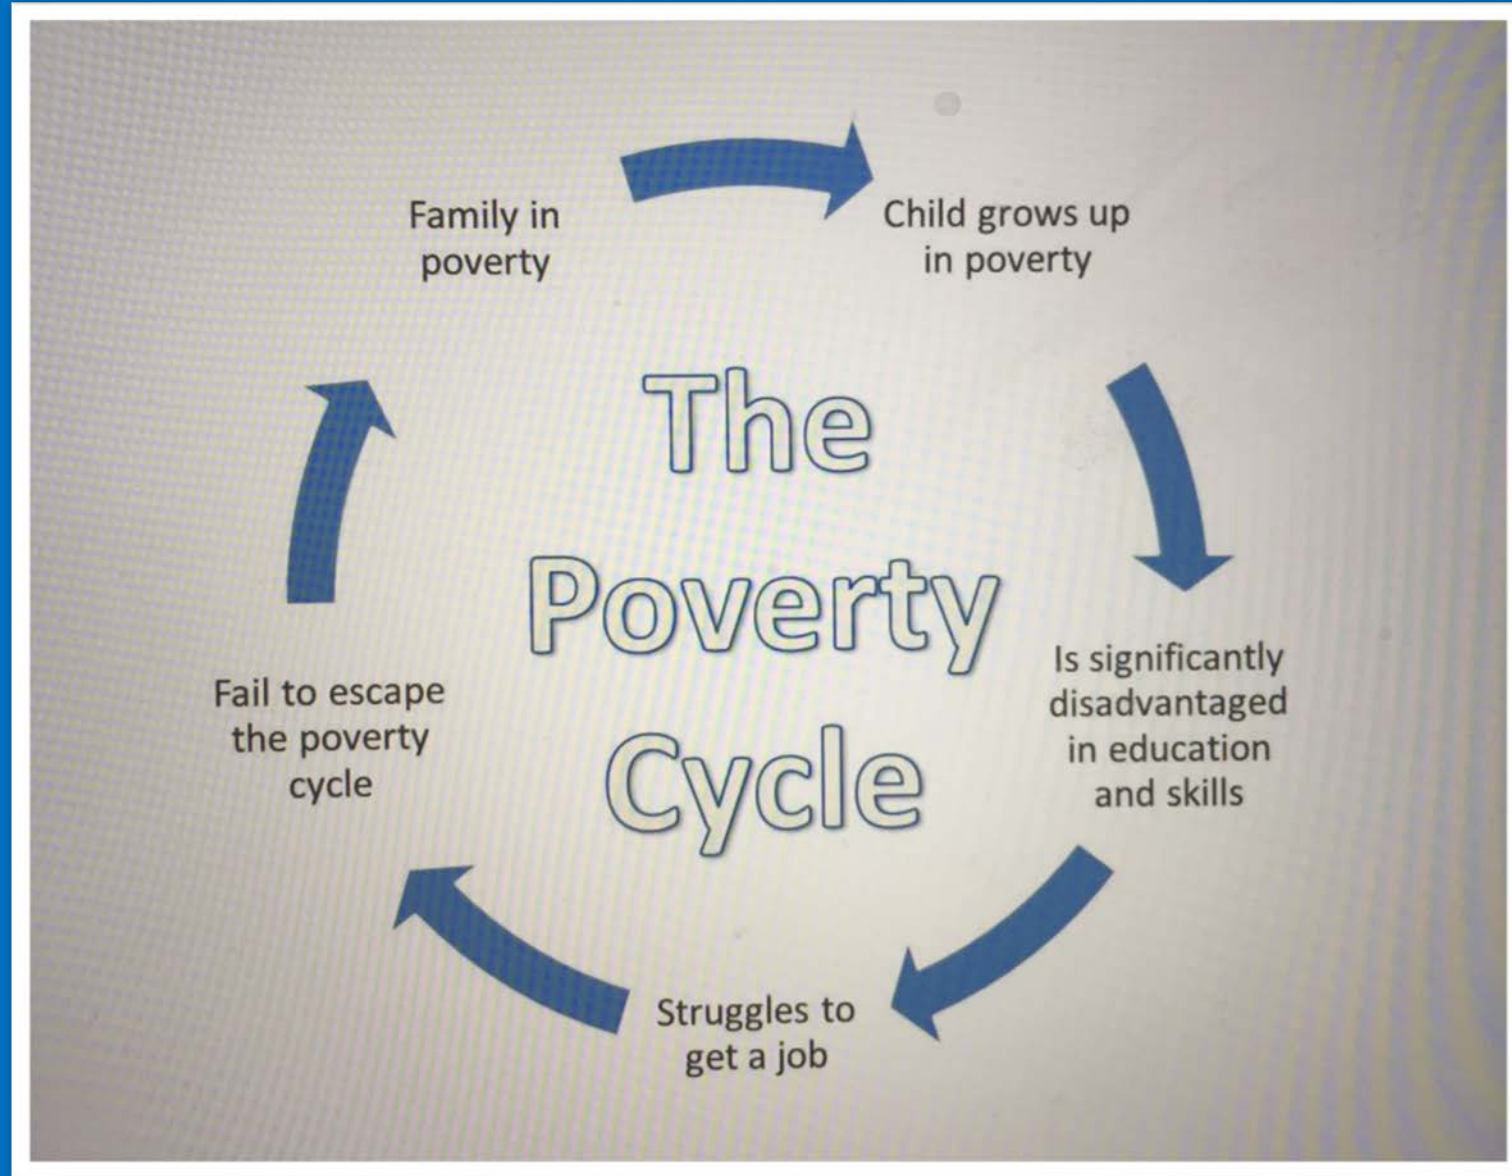 Family in
poverty
Child grows up
in poverty
The
Poverty
Cycle
Is significantly
disadvantaged
in education
and skills
Struggles to
get a job
Fail to escape
the poverty
cycle